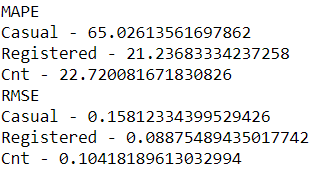 MAPE
Casual - 65.02613561697862
Registered - 21.23683334237258
Cnt - 22.720081671830826
RMSE
Casual - 0.15812334399529426
Registered - 0.08875489435017742
Cnt - 0.10418189613032994